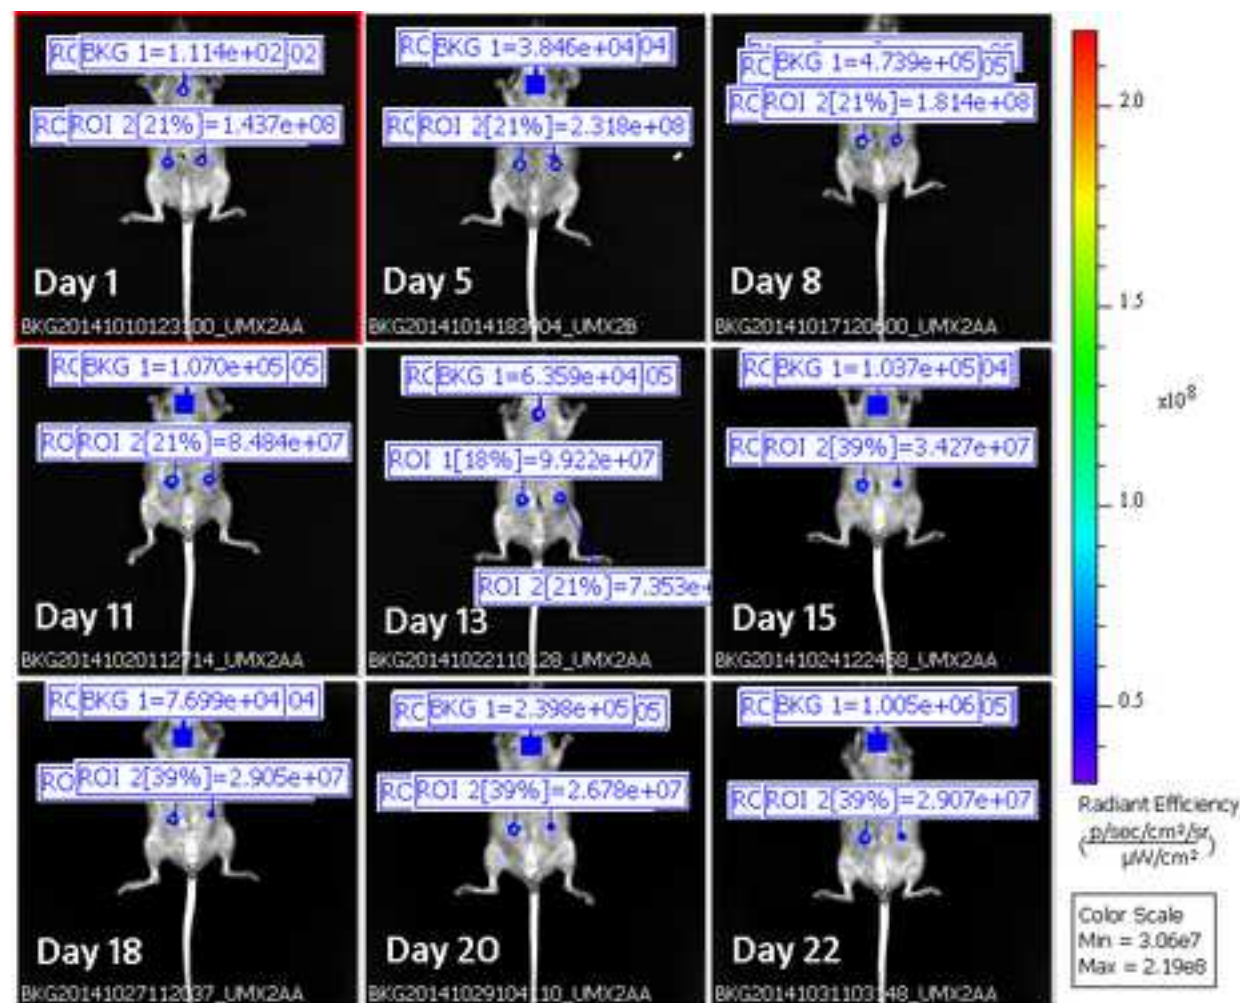 RC BKG 1=1.114e+02 02
RC ROI 2[21%]=1.437e+08
Day 1
BKG20141010123100_UMX2AA
RC BKG 1=3.846e+04 04
RC ROI 2[21%]=2.318e+08
Day 5
RC BKG 1=4.739e+05 05
RC ROI 2[21%]=1.814e+08
Day 8
BKG20141017120600_UMX2AA
RC BKG 1=1.070e+05 05
RO ROI 2[21%]=8.484e+07
Day 11
BKG20141020112714_UMX2AA
RC BKG 1=6.359e+04 05
ROI 1[18%]=9.922e+07
ROI 2[21%]=7.353e+
Day 13
BKG20141022110128_UMX2AA
RC BKG 1=1.037e+05 04
RC ROI 2[39%]=3.427e+07
Day 15
BKG20141024122458_UMX2AA
RC BKG 1=7.699e+04 04
RO ROI 2[39%]=2.905e+07
Day 18
BKG20141027112037_UMX2AA
RC BKG 1=2.398e+05 05
RC ROI 2[39%]=2.678e+07
Day 20
BKG20141029104110_UMX2AA
RC BKG 1=1.005e+06 05
RC ROI 2[39%]=2.907e+07
Day 22
BKG20141031103148_UMX2AA
2.0
1.5
x10⁸
1.0
0.5
Radiant Efficiency
(p/sec/cm²/sr
µW/cm²)
Color Scale
Min = 3.06e7
Max = 2.19e8